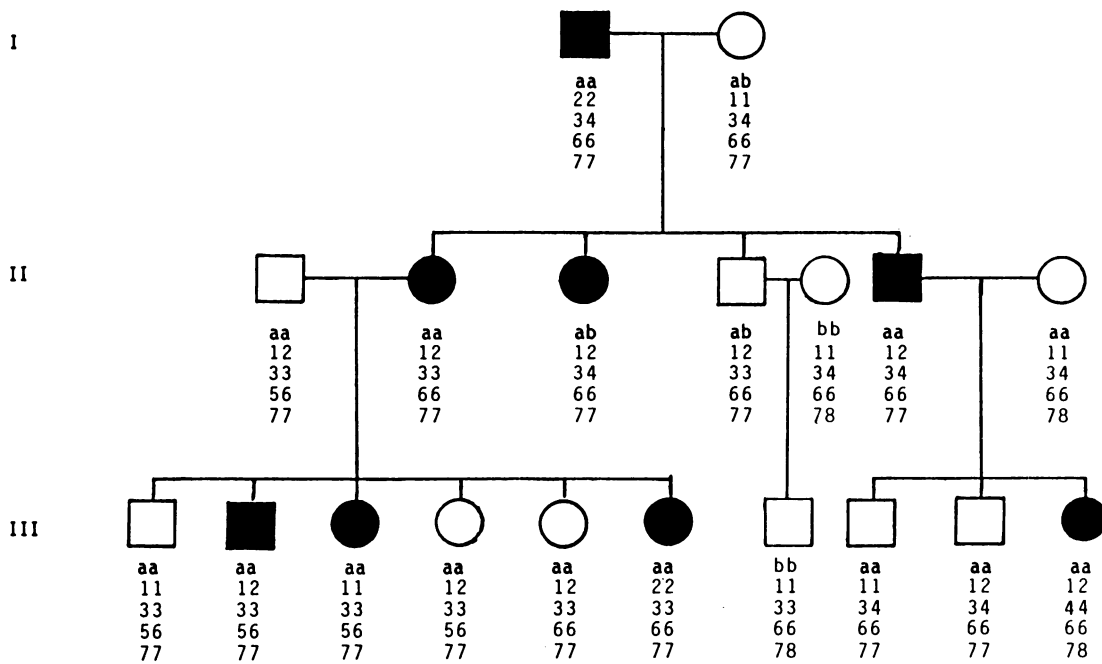 I
aa ab
22 11
34 34
66 66
77 77
II
aa aa ab ab bb aa aa
12 12 12 12 11 12 11
33 33 34 33 34 34 34
56 66 66 66 66 66 66
77 77 77 77 78 77 78
III
aa aa aa aa aa aa bb aa aa aa
11 12 11 12 12 22 11 11 12 12
33 33 33 33 33 33 33 34 34 44
56 56 56 56 66 66 66 66 66 66
77 77 77 77 77 77 78 77 77 78